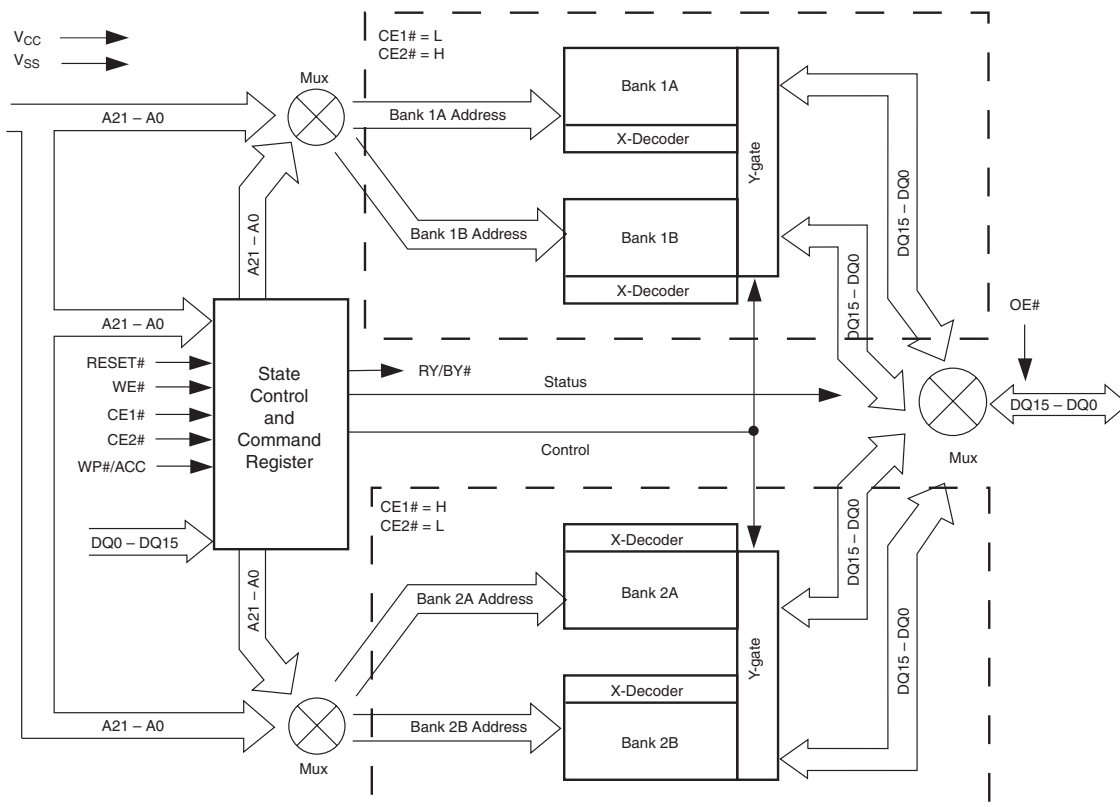 V_CC
V_SS
CE1# = L
CE2# = H
Mux
A21 – A0
Bank 1A Address
Bank 1A
X-Decoder
Y-gate
DQ15 – DQ0
A21 – A0
Bank 1B Address
Bank 1B
X-Decoder
DQ15 – DQ0
OE#
A21 – A0
RESET#
WE#
CE1#
CE2#
WP#/ACC
DQ0 – DQ15
State
Control
and
Command
Register
RY/BY#
Status
Control
DQ15 – DQ0
Mux
CE1# = H
CE2# = L
A21 – A0
Bank 2A Address
X-Decoder
Bank 2A
Y-gate
DQ15 – DQ0
DQ15 – DQ0
A21 – A0
Mux
Bank 2B Address
X-Decoder
Bank 2B